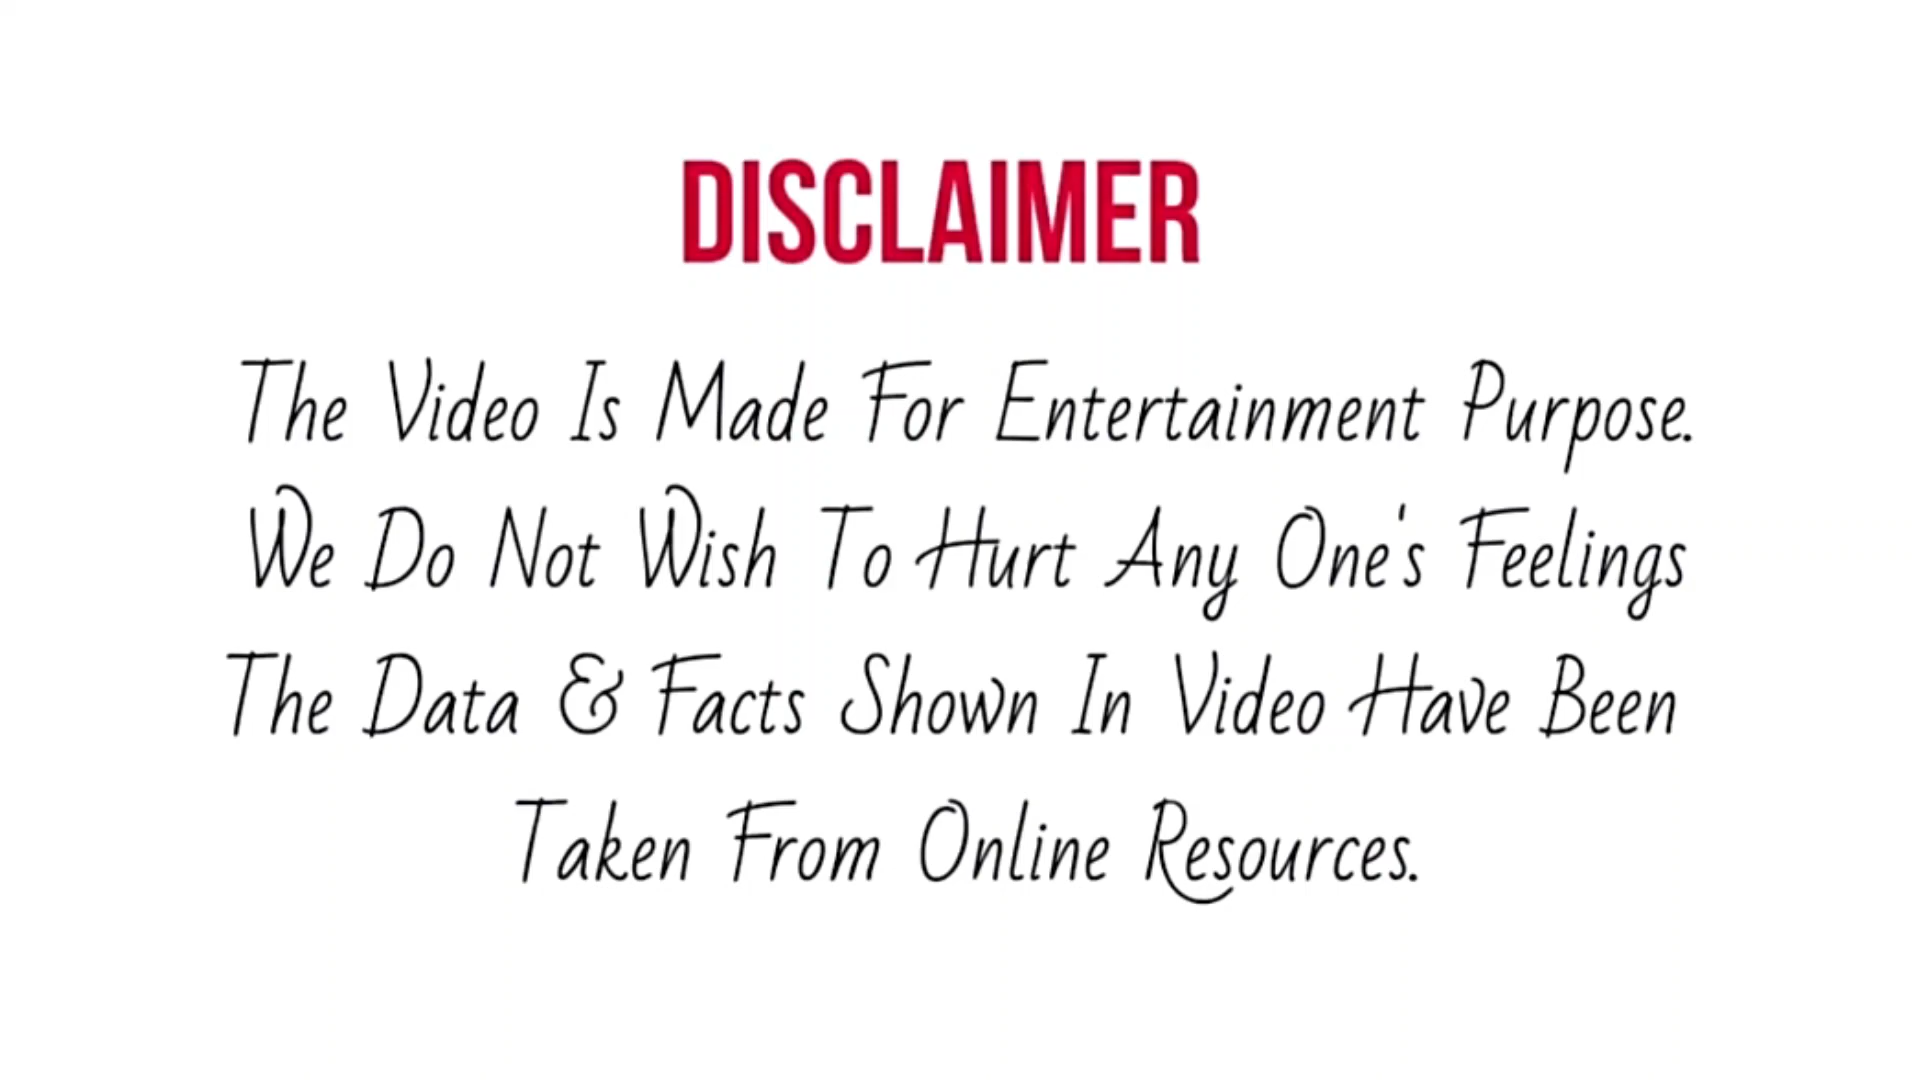 DISCLAIMER
The Video Is Made For Entertainment Purpose.
We Do Not Wish To Hurt Any One's Feelings
The Data & Facts Shown In Video Have Been
Taken From Online Resources.